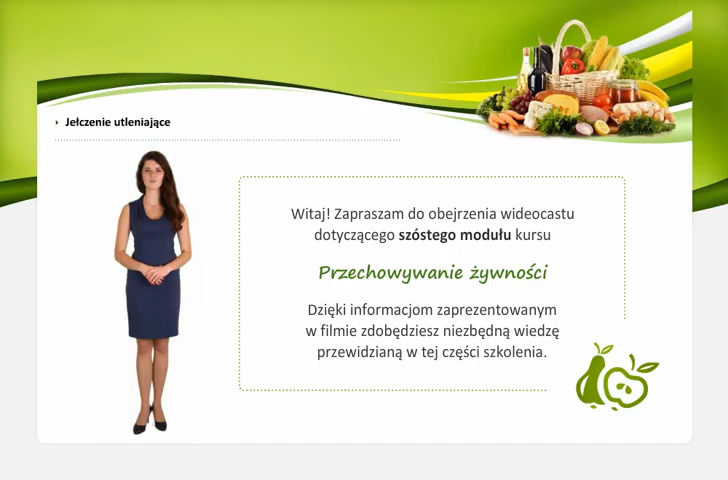 Jełczenie utleniające
Witaj! Zapraszam do obejrzenia wideocastu
dotyczącego szóstego modułu kursu
Przechowywanie żywności
Dzięki informacjom zaprezentowanym
w filmie zdobędziesz niezbędną wiedzę
przewidzianą w tej części szkolenia.